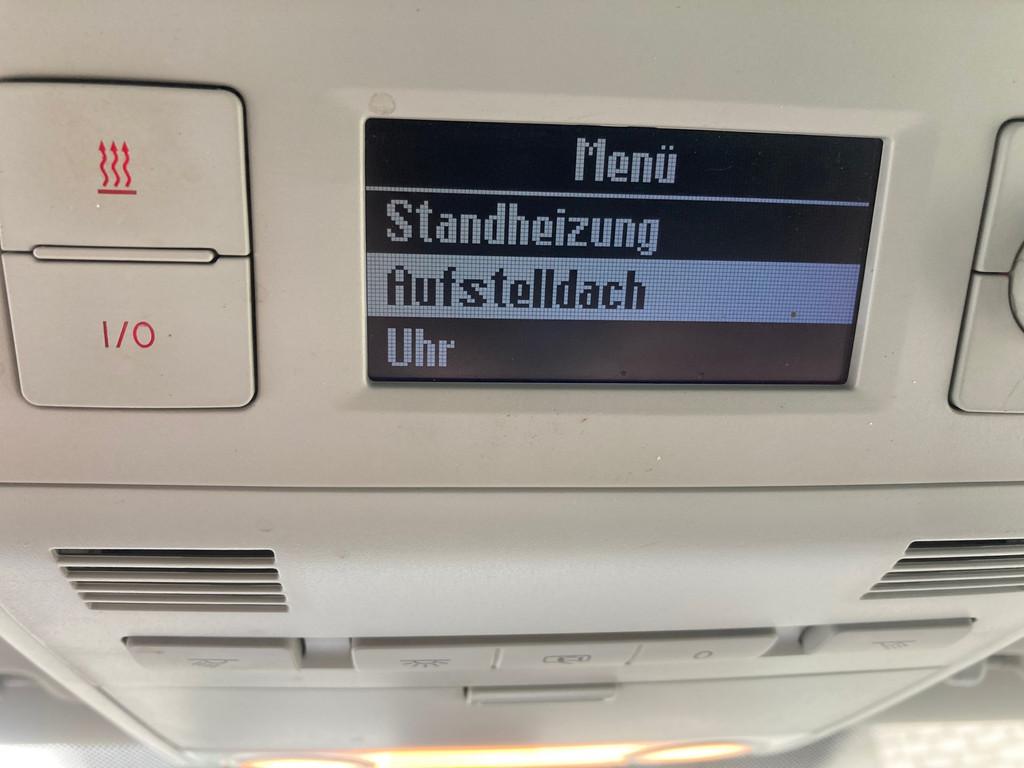 Menü
Standheizung
Aufstelldach
Uhr
I/O
O